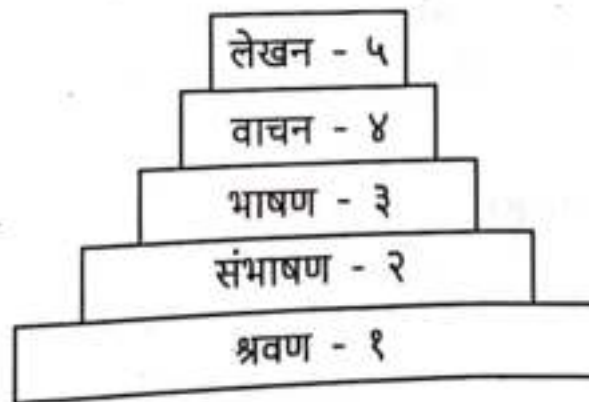 लेखन - ५
वाचन - ४
भाषण - ३
संभाषण - २
श्रवण - १